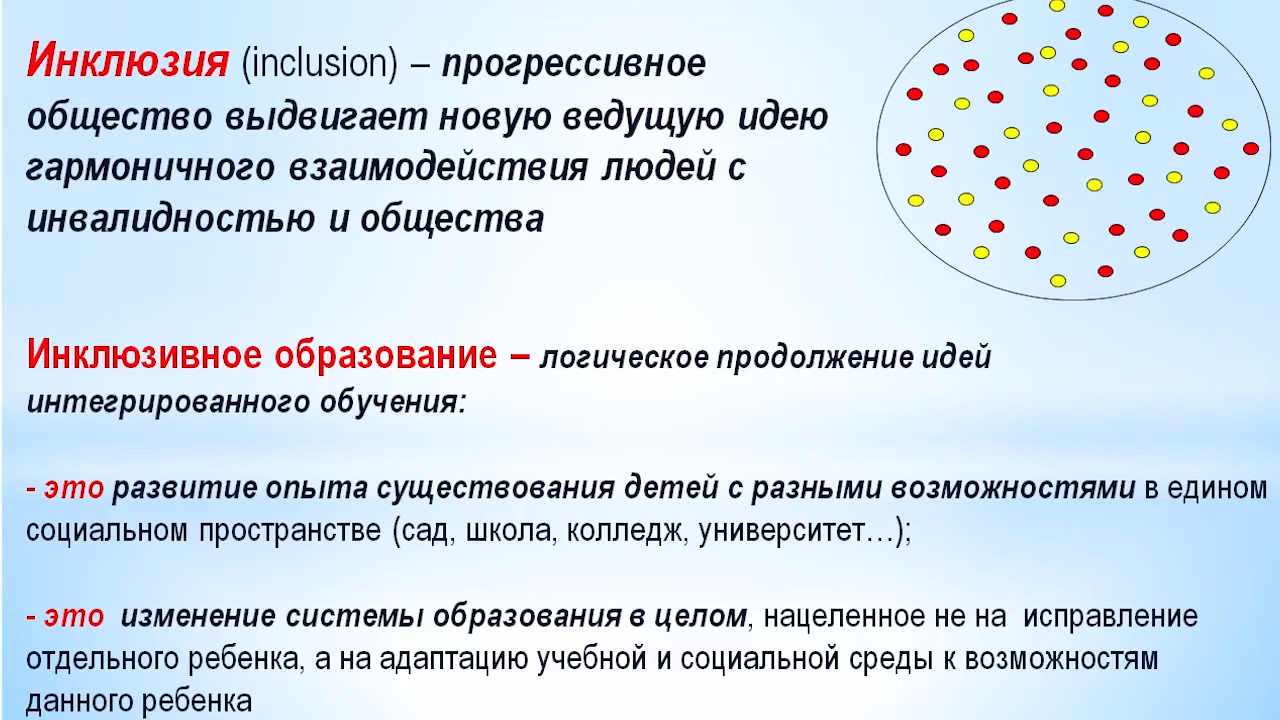 Инклюзия (inclusion) – прогрессивное
общество выдвигает новую ведущую идею
гармоничного взаимодействия людей с
инвалидностью и общества
Инклюзивное образование – логическое продолжение идей
интегрированного обучения:
- это развитие опыта существования детей с разными возможностями в едином
социальном пространстве (сад, школа, колледж, университет…);
- это изменение системы образования в целом, нацеленное не на исправление
отдельного ребенка, а на адаптацию учебной и социальной среды к возможностям
данного ребенка